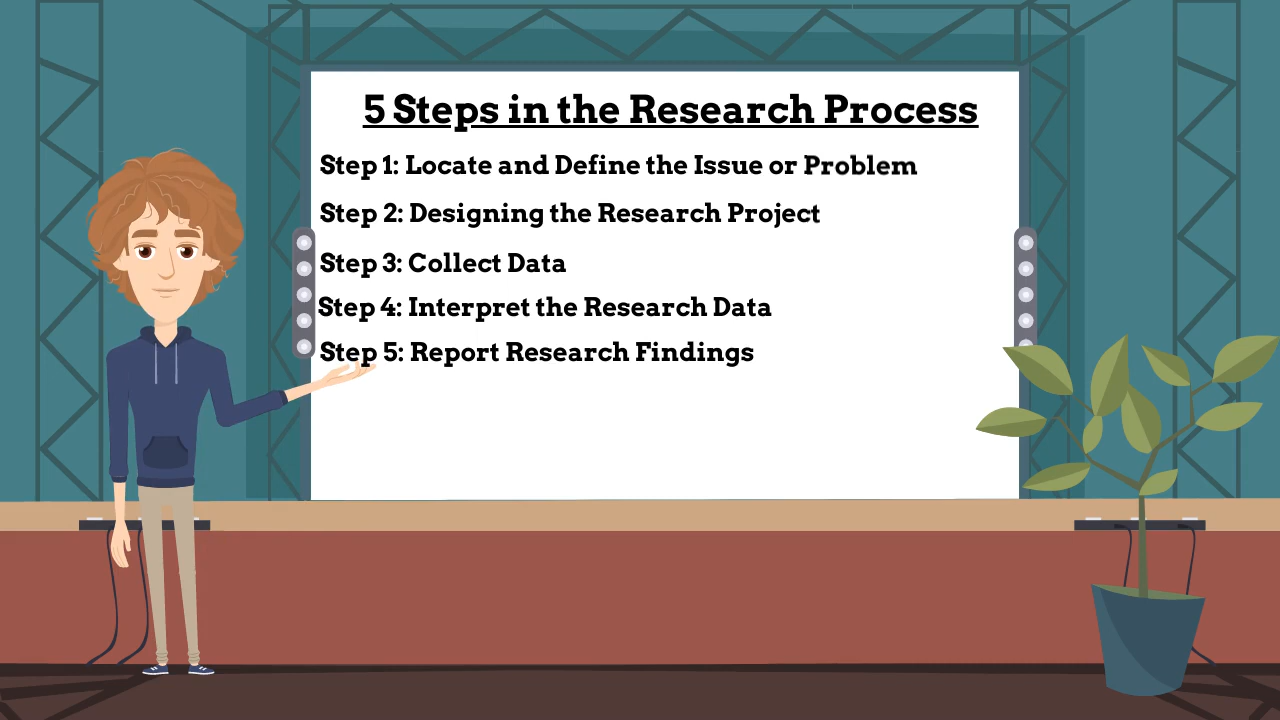 5 Steps in the Research Process
Step 1: Locate and Define the Issue or Problem
Step 2: Designing the Research Project
Step 3: Collect Data
Step 4: Interpret the Research Data
Step 5: Report Research Findings